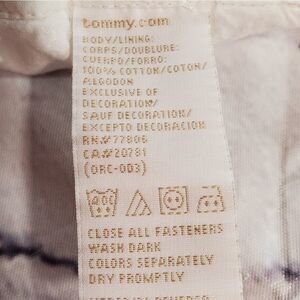 tommy.com
BODY/LINING:
CORPS/DOUBLURE:
CUERPO/FORRO:
100% COTTON/COTON/
ALGODON
EXCLUSIVE OF
DECORATION/
SAUF DECORATION/
EXCEPTO DECORACION
RN# 77806
CA#20781
(ORC-003)
CLOSE ALL FASTENERS
WASH DARK
COLORS SEPARATELY
DRY PROMPTLY